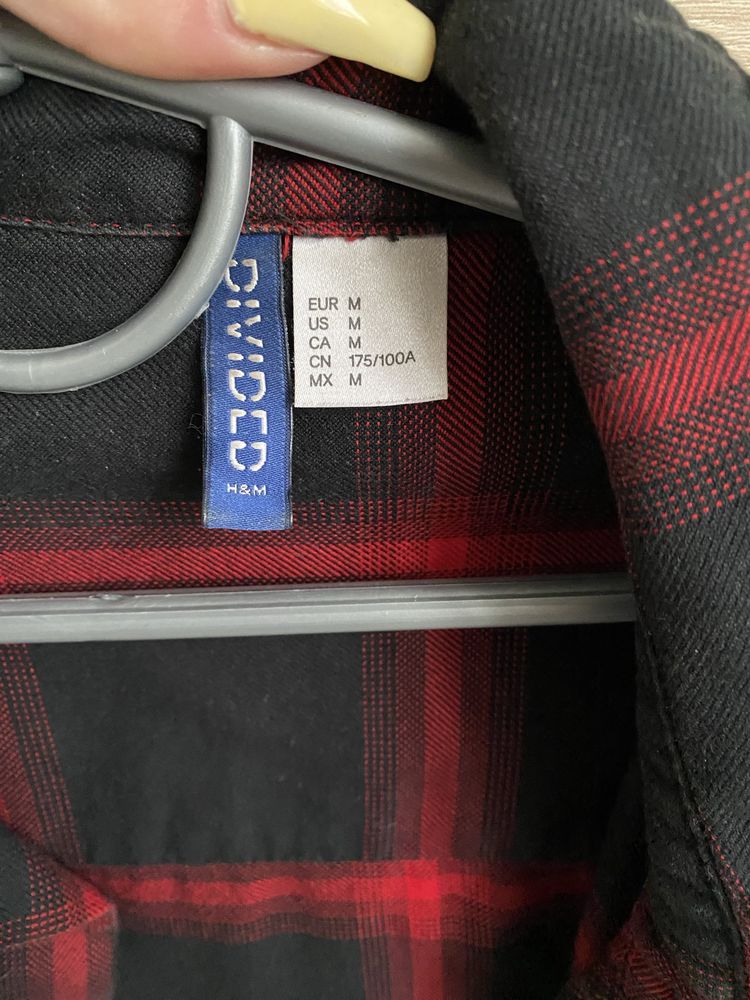 DIVIDED
H&M
EUR M
US M
CA M
CN 175/100A
MX M